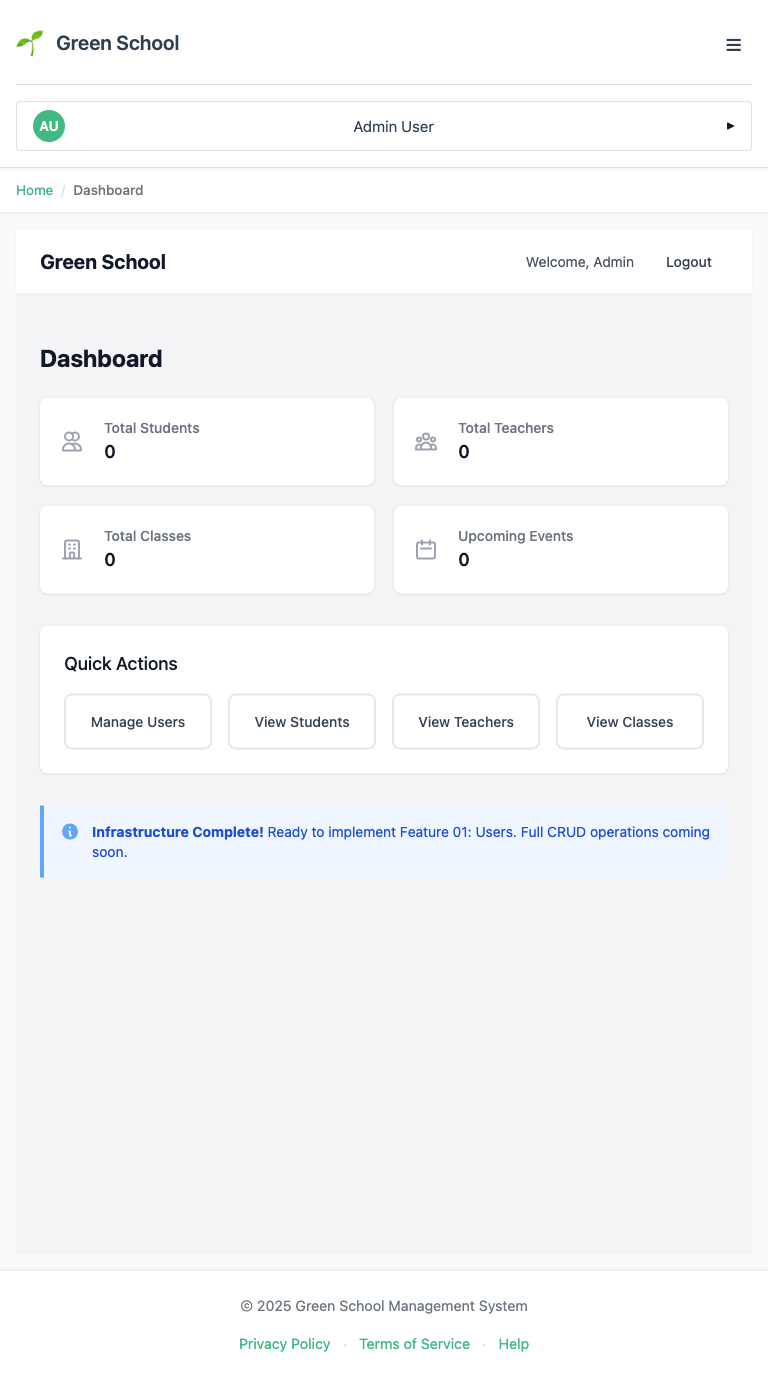 Green School
AU
Admin User
Home / Dashboard
Green School
Welcome, Admin
Logout
Dashboard
Total Students
0
Total Teachers
0
Total Classes
0
Upcoming Events
0
Quick Actions
Manage Users
View Students
View Teachers
View Classes
Infrastructure Complete! Ready to implement Feature 01: Users. Full CRUD operations coming
soon.
© 2025 Green School Management System
Privacy Policy · Terms of Service · Help